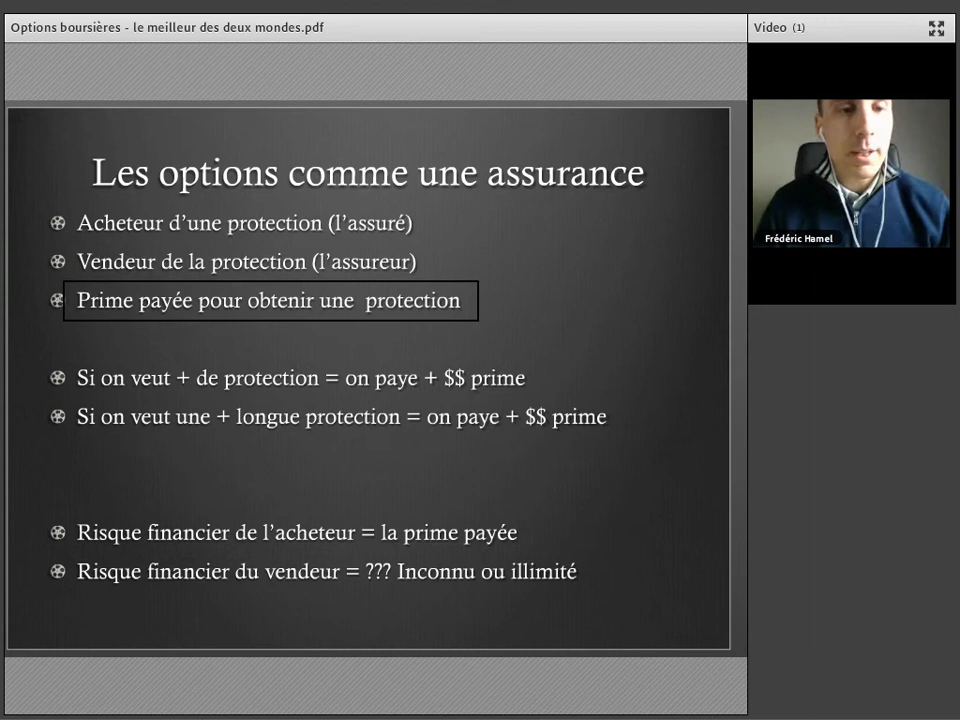 Options boursières - le meilleur des deux mondes.pdf
Video (1)
Les options comme une assurance
Acheteur d'une protection (l'assuré)
Vendeur de la protection (l'assureur)
Prime payée pour obtenir une protection
Si on veut + de protection = on paye + $$ prime
Si on veut une + longue protection = on paye + $$ prime
Risque financier de l'acheteur = la prime payée
Risque financier du vendeur = ??? Inconnu ou illimité
Frédéric Hamel